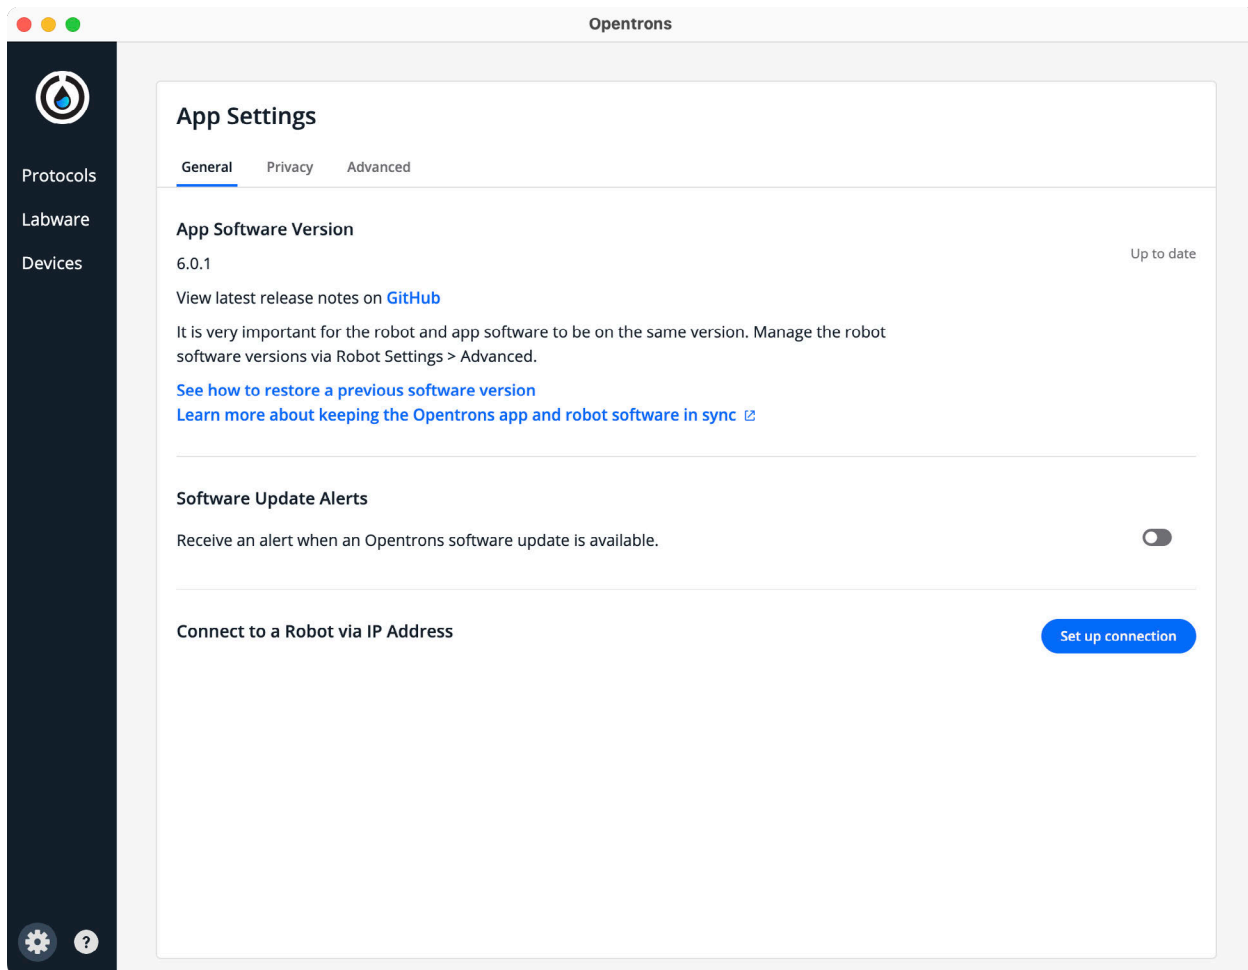 Opentrons
Protocols
Labware
Devices
App Settings
General Privacy Advanced
App Software Version
6.0.1
Up to date
View latest release notes on GitHub
It is very important for the robot and app software to be on the same version. Manage the robot
software versions via Robot Settings > Advanced.
See how to restore a previous software version
Learn more about keeping the Opentrons app and robot software in sync
Software Update Alerts
Receive an alert when an Opentrons software update is available.
Connect to a Robot via IP Address
Set up connection
?